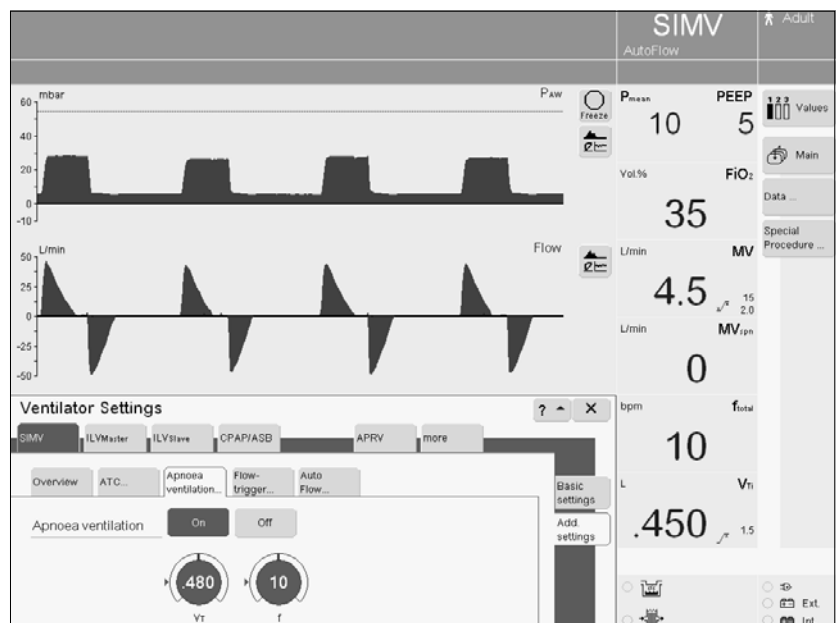 SIMV
AutoFlow
Adult
mbar
PAW
60
40
20
0
-10
Freeze
Pmean PEEP
10 5
1 2 3
Values
Main
Vol.% FiO2
35
Data ...
Special
Procedure ...
L/min
Flow
50
25
0
-25
-50
L/min MV
4.5 15
2.0
L/min MVspn
0
Ventilator Settings
? X
SIMV ILVMaster ILVSlave CPAP/ASB APRV more
bpm ftotal
10
Overview ATC... Apnoea
ventilation... Flow-
trigger... Auto
Flow...
Basic
settings
Add.
settings
Apnoea ventilation On Off
L VTi
.450 1.5
.480 10
VT f
Ext.
Int.